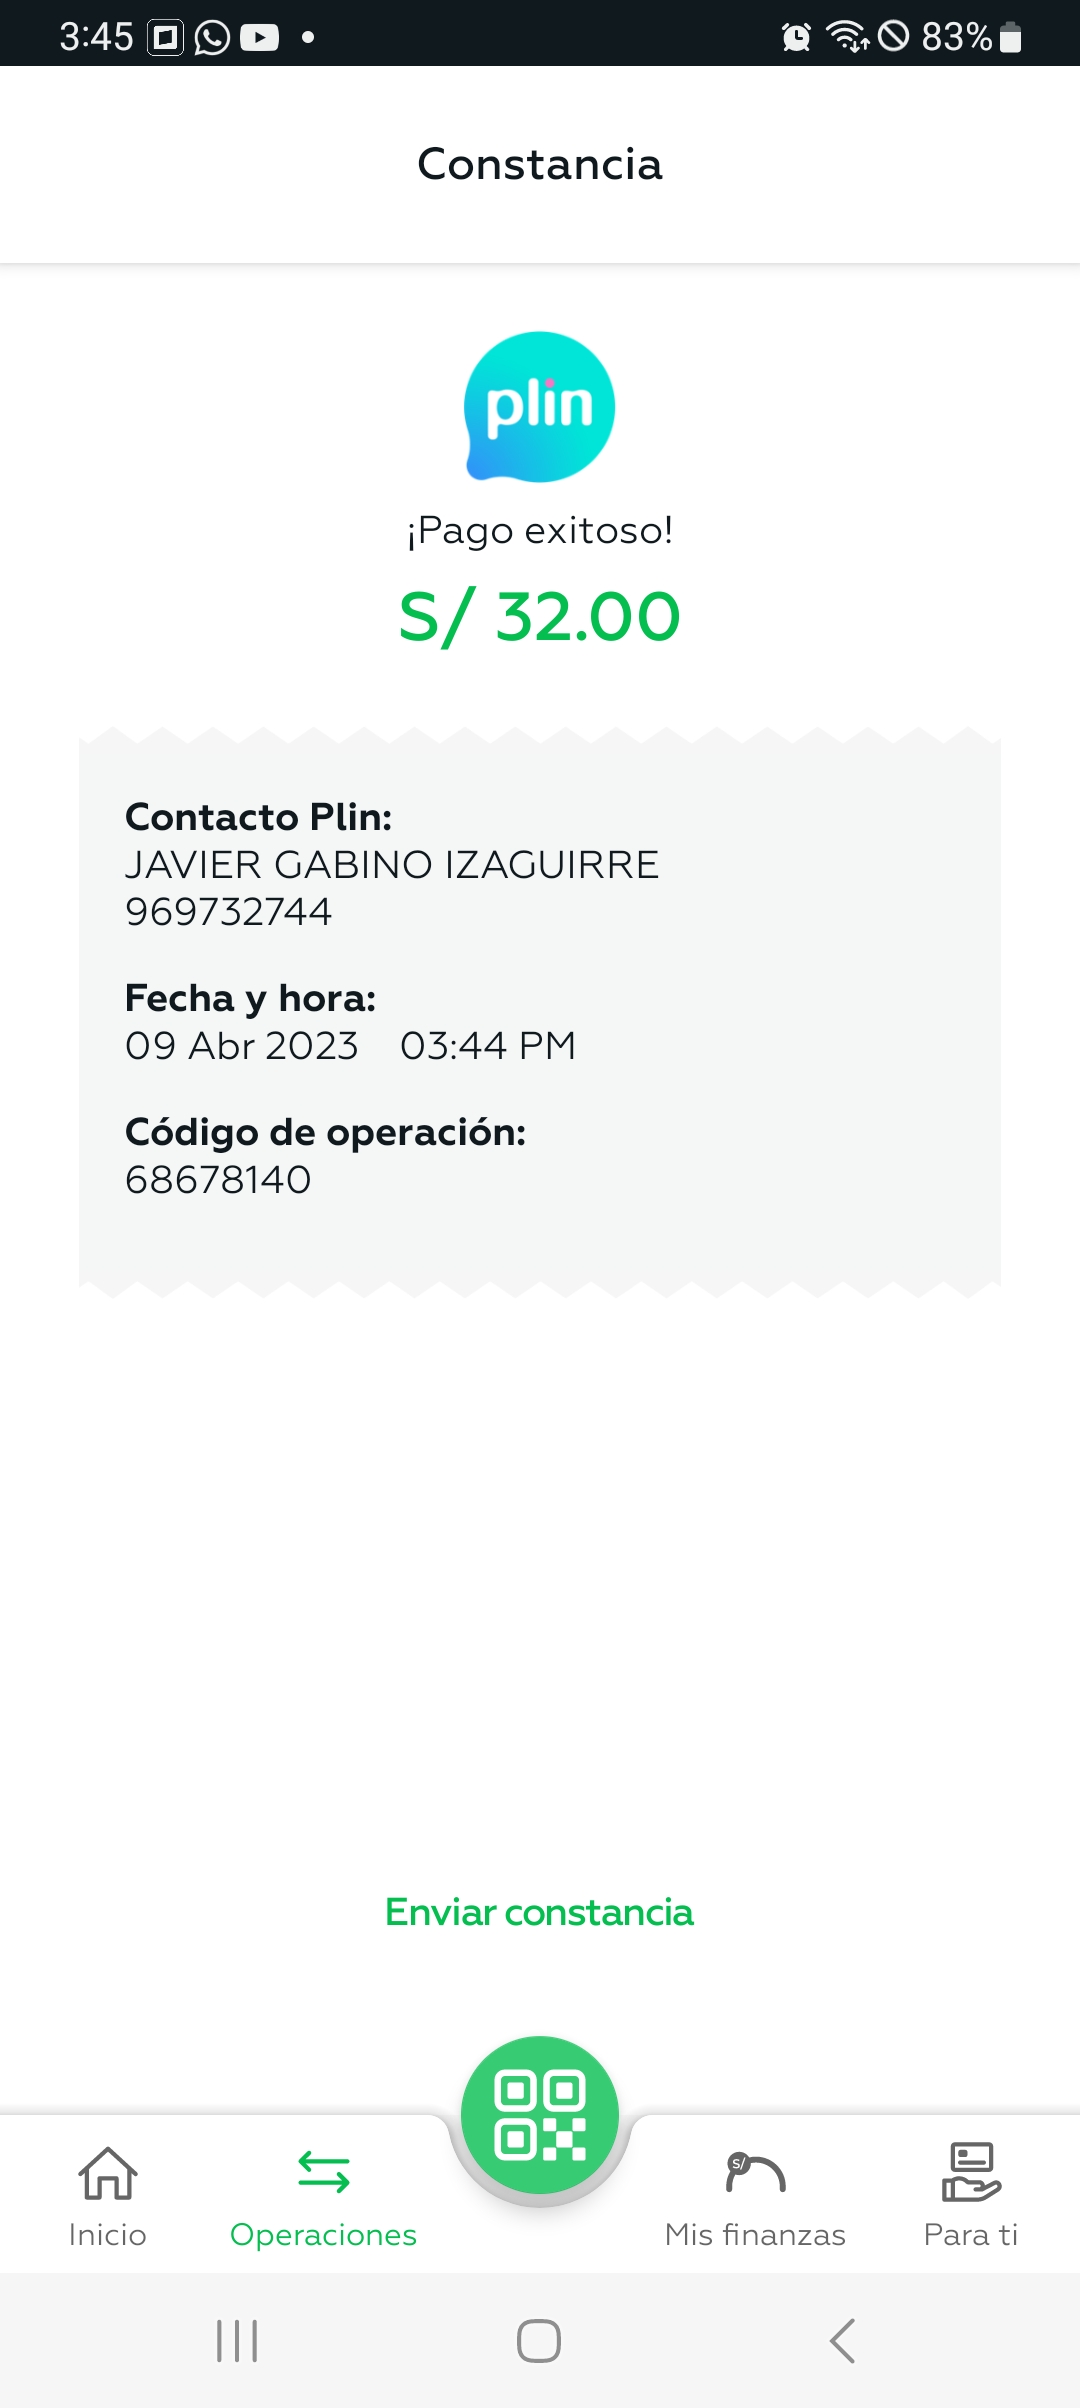 3:45
83%
Constancia
plin
¡Pago exitoso!
S/ 32.00
Contacto Plin:
JAVIER GABINO IZAGUIRRE
969732744
Fecha y hora:
09 Abr 2023 03:44 PM
Código de operación:
68678140
Enviar constancia
S/
Inicio
Operaciones
Mis finanzas
Para ti